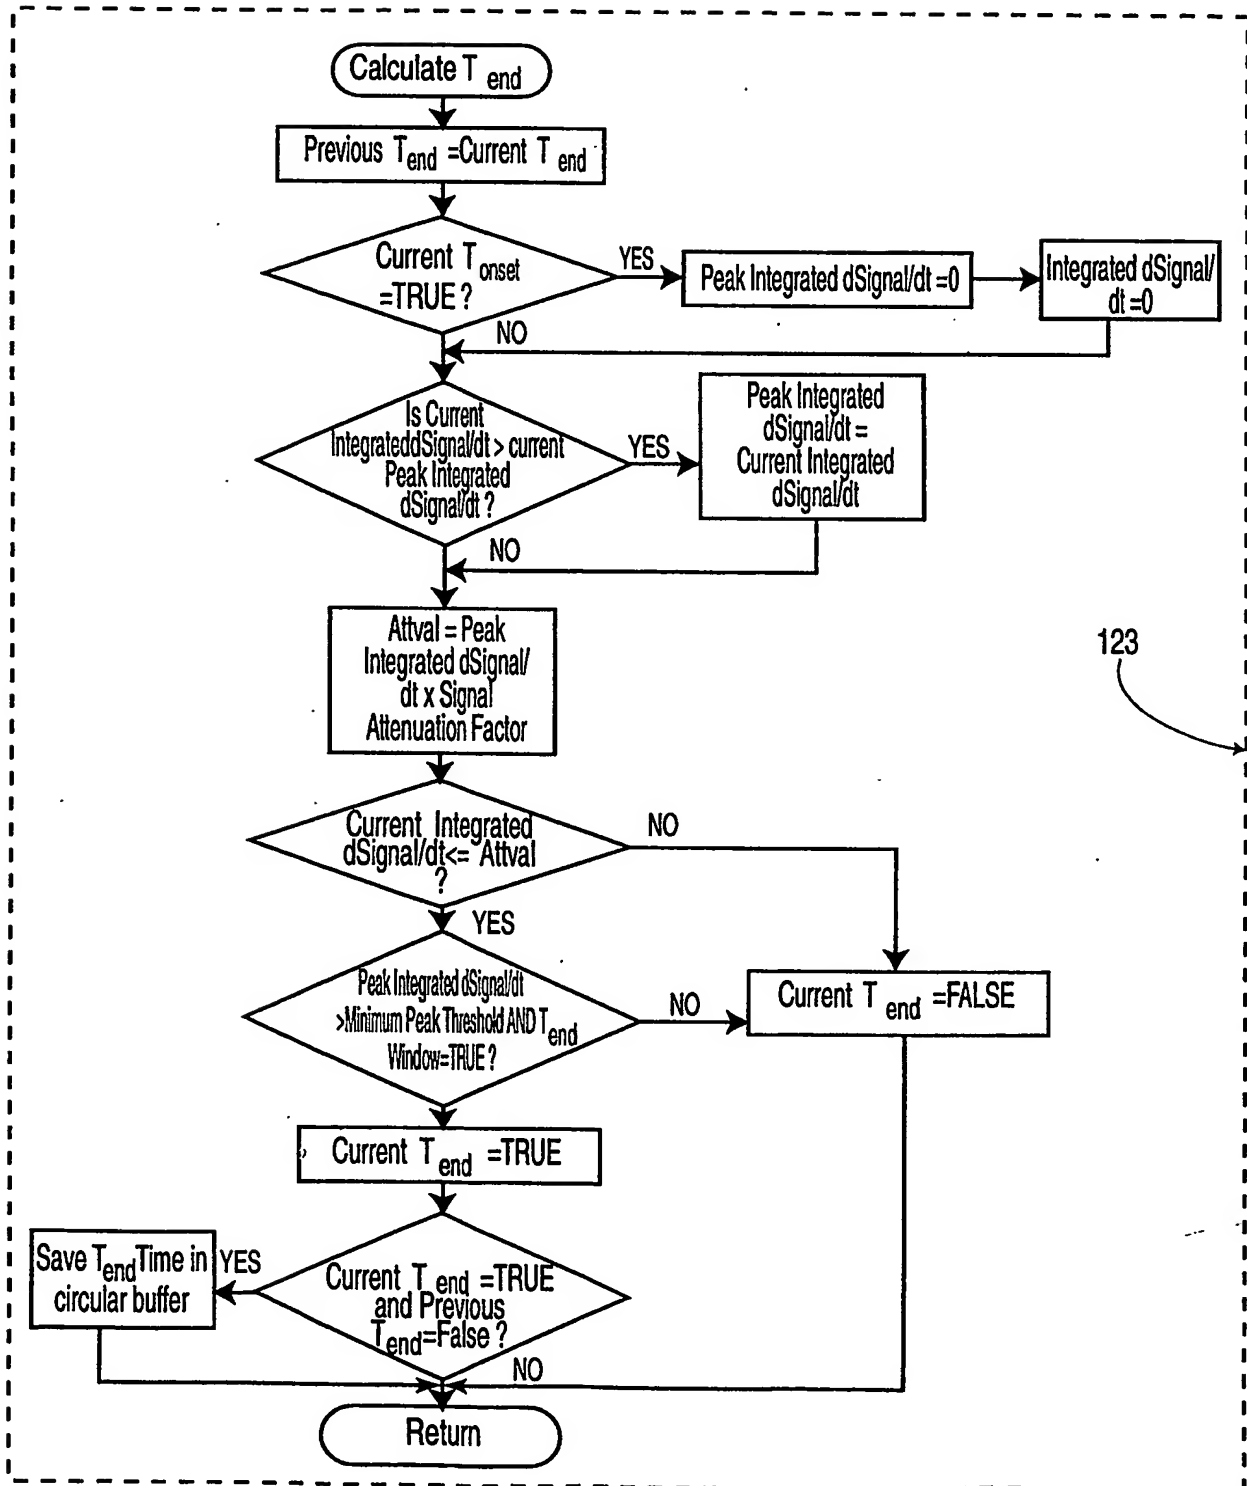 Calculate T end
Previous Tend =Current T end
Current Tonset
=TRUE ?
YES
Peak Integrated dSignal/dt =0
Integrated dSignal/
dt =0
NO
Is Current
IntegrateddSignal/dt > current
Peak Integrated
dSignal/dt ?
YES
Peak Integrated
dSignal/dt =
Current Integrated
dSignal/dt
NO
Attval = Peak
Integrated dSignal/
dt x Signal
Attenuation Factor
123
Current Integrated
dSignal/dt<= Attval
?
NO
YES
Peak Integrated dSignal/dt
>Minimum Peak Threshold AND Tend
Window=TRUE ?
NO
Current T end =FALSE
Current T end =TRUE
Save Tend Time in
circular buffer
YES
Current T end =TRUE
and Previous
Tend=False ?
NO
Return